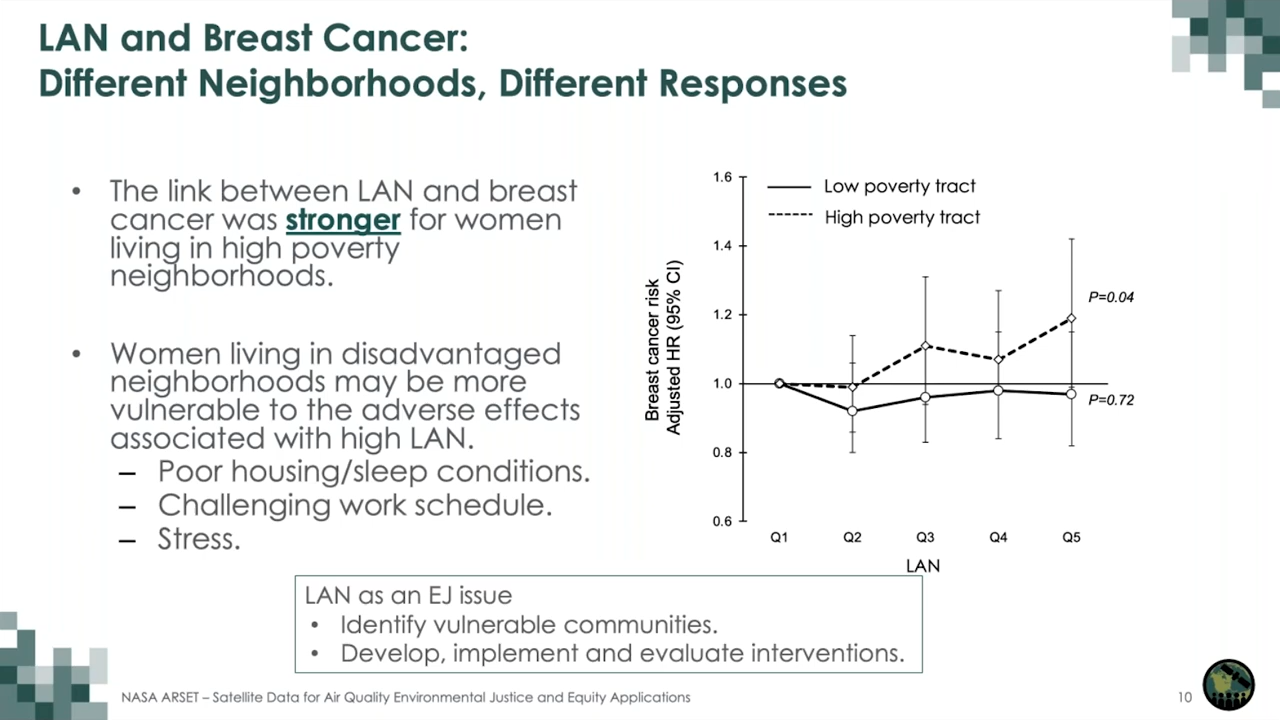 LAN and Breast Cancer:
Different Neighborhoods, Different Responses
• The link between LAN and breast
cancer was stronger for women
living in high poverty
neighborhoods.
• Women living in disadvantaged
neighborhoods may be more
vulnerable to the adverse effects
associated with high LAN.
– Poor housing/sleep conditions.
– Challenging work schedule.
– Stress.
Breast cancer risk
Adjusted HR (95% CI)
1.6
1.4
1.2
1.0
0.8
0.6
Low poverty tract
High poverty tract
P=0.04
P=0.72
Q1 Q2 Q3 Q4 Q5
LAN
LAN as an EJ issue
• Identify vulnerable communities.
• Develop, implement and evaluate interventions.
NASA ARSET – Satellite Data for Air Quality Environmental Justice and Equity Applications
10